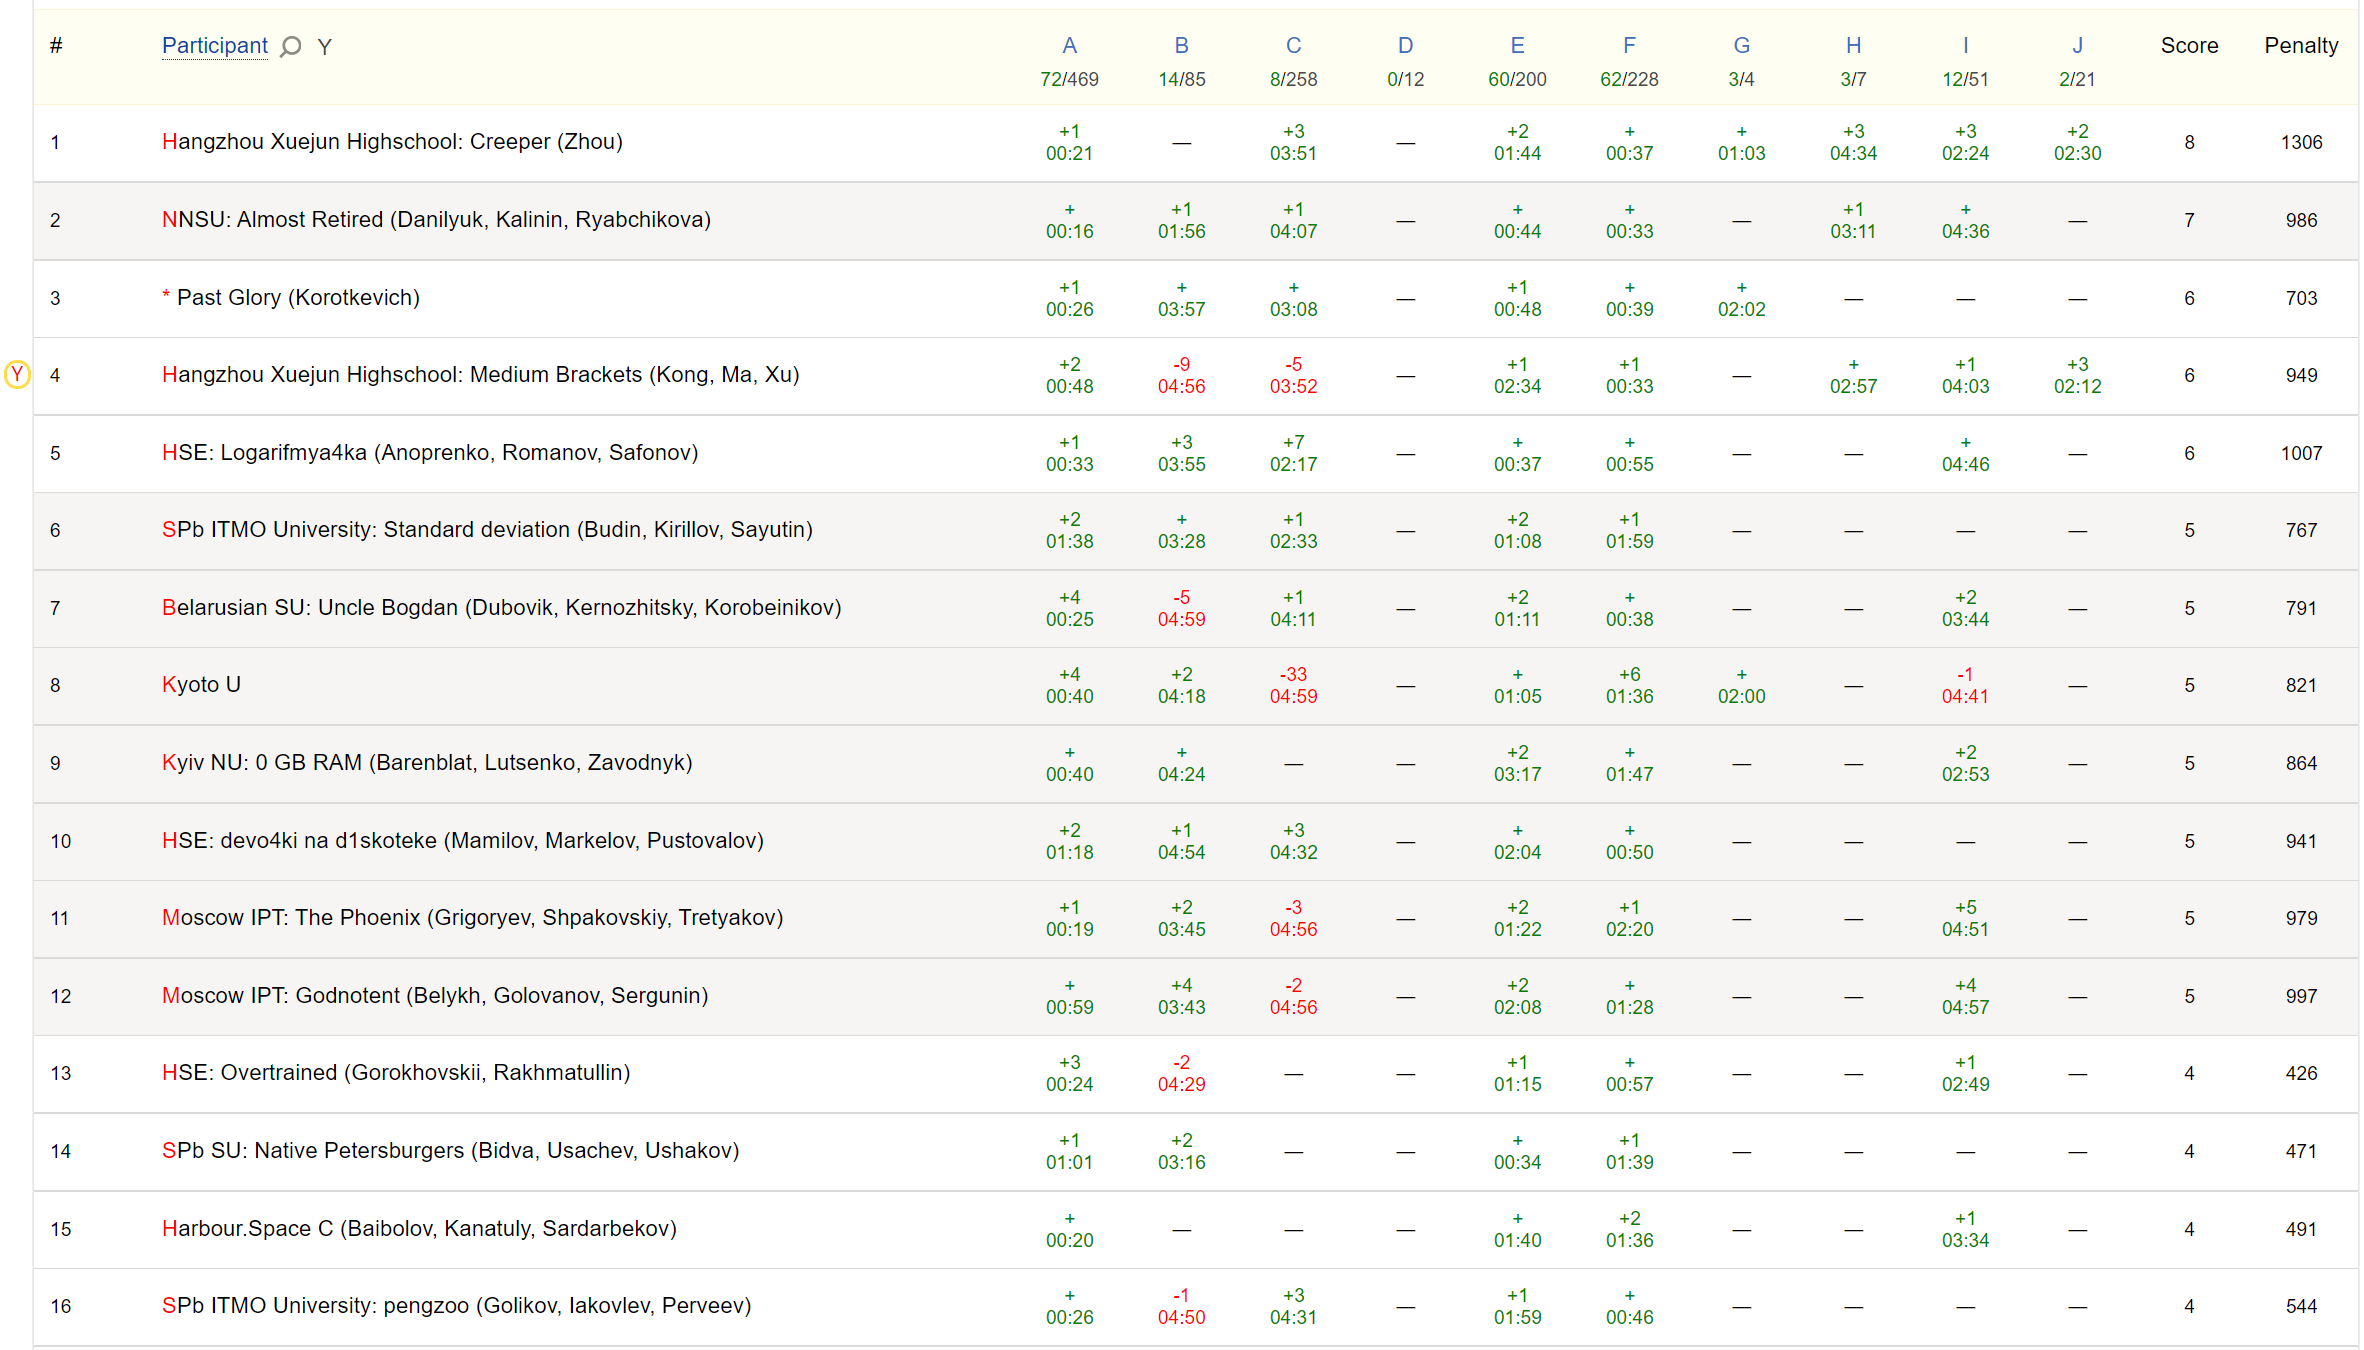 # Participant Y A B C D E F G H I J Score Penalty
72/469 14/85 8/258 0/12 60/200 62/228 3/4 3/7 12/51 2/21
1 Hangzhou Xuejun Highschool: Creeper (Zhou) +1 00:21 — +3 03:51 — +2 01:44 + 00:37 + 01:03 +3 04:34 +3 02:24 +2 02:30 8 1306
2 NNSU: Almost Retired (Danilyuk, Kalinin, Ryabchikova) + 00:16 +1 01:56 +1 04:07 — + 00:44 + 00:33 — +1 03:11 + 04:36 — 7 986
3 * Past Glory (Korotkevich) +1 00:26 + 03:57 + 03:08 — +1 00:48 + 00:39 + 02:02 — — — 6 703
Y 4 Hangzhou Xuejun Highschool: Medium Brackets (Kong, Ma, Xu) +2 00:48 -9 04:56 -5 03:52 — +1 02:34 +1 00:33 — + 02:57 +1 04:03 +3 02:12 6 949
5 HSE: Logarifmya4ka (Anoprenko, Romanov, Safonov) +1 00:33 +3 03:55 +7 02:17 — + 00:37 + 00:55 — — + 04:46 — 6 1007
6 SPb ITMO University: Standard deviation (Budin, Kirillov, Sayutin) +2 01:38 + 03:28 +1 02:33 — +2 01:08 +1 01:59 — — — — 5 767
7 Belarusian SU: Uncle Bogdan (Dubovik, Kernozhitsky, Korobeinikov) +4 00:25 -5 04:59 +1 04:11 — +2 01:11 + 00:38 — — +2 03:44 — 5 791
8 Kyoto U +4 00:40 +2 04:18 -33 04:59 — + 01:05 +6 01:36 + 02:00 — -1 04:41 — 5 821
9 Kyiv NU: 0 GB RAM (Barenblat, Lutsenko, Zavodnyk) + 00:40 + 04:24 — — +2 03:17 + 01:47 — — +2 02:53 — 5 864
10 HSE: devo4ki na d1skoteke (Mamilov, Markelov, Pustovalov) +2 01:18 +1 04:54 +3 04:32 — + 02:04 + 00:50 — — — — 5 941
11 Moscow IPT: The Phoenix (Grigoryev, Shpakovskiy, Tretyakov) +1 00:19 +2 03:45 -3 04:56 — +2 01:22 +1 02:20 — — +5 04:51 — 5 979
12 Moscow IPT: Godnotent (Belykh, Golovanov, Sergunin) + 00:59 +4 03:43 -2 04:56 — +2 02:08 + 01:28 — — +4 04:57 — 5 997
13 HSE: Overtrained (Gorokhovskii, Rakhmatullin) +3 00:24 -2 04:29 — — +1 01:15 + 00:57 — — +1 02:49 — 4 426
14 SPb SU: Native Petersburgers (Bidva, Usachev, Ushakov) +1 01:01 +2 03:16 — — + 00:34 +1 01:39 — — — — 4 471
15 Harbour.Space C (Baibolov, Kanatuly, Sardarbekov) + 00:20 — — — + 01:40 +2 01:36 — — +1 03:34 — 4 491
16 SPb ITMO University: pengzoo (Golikov, Iakovlev, Perveev) + 00:26 -1 04:50 +3 04:31 — +1 01:59 + 00:46 — — — — 4 544